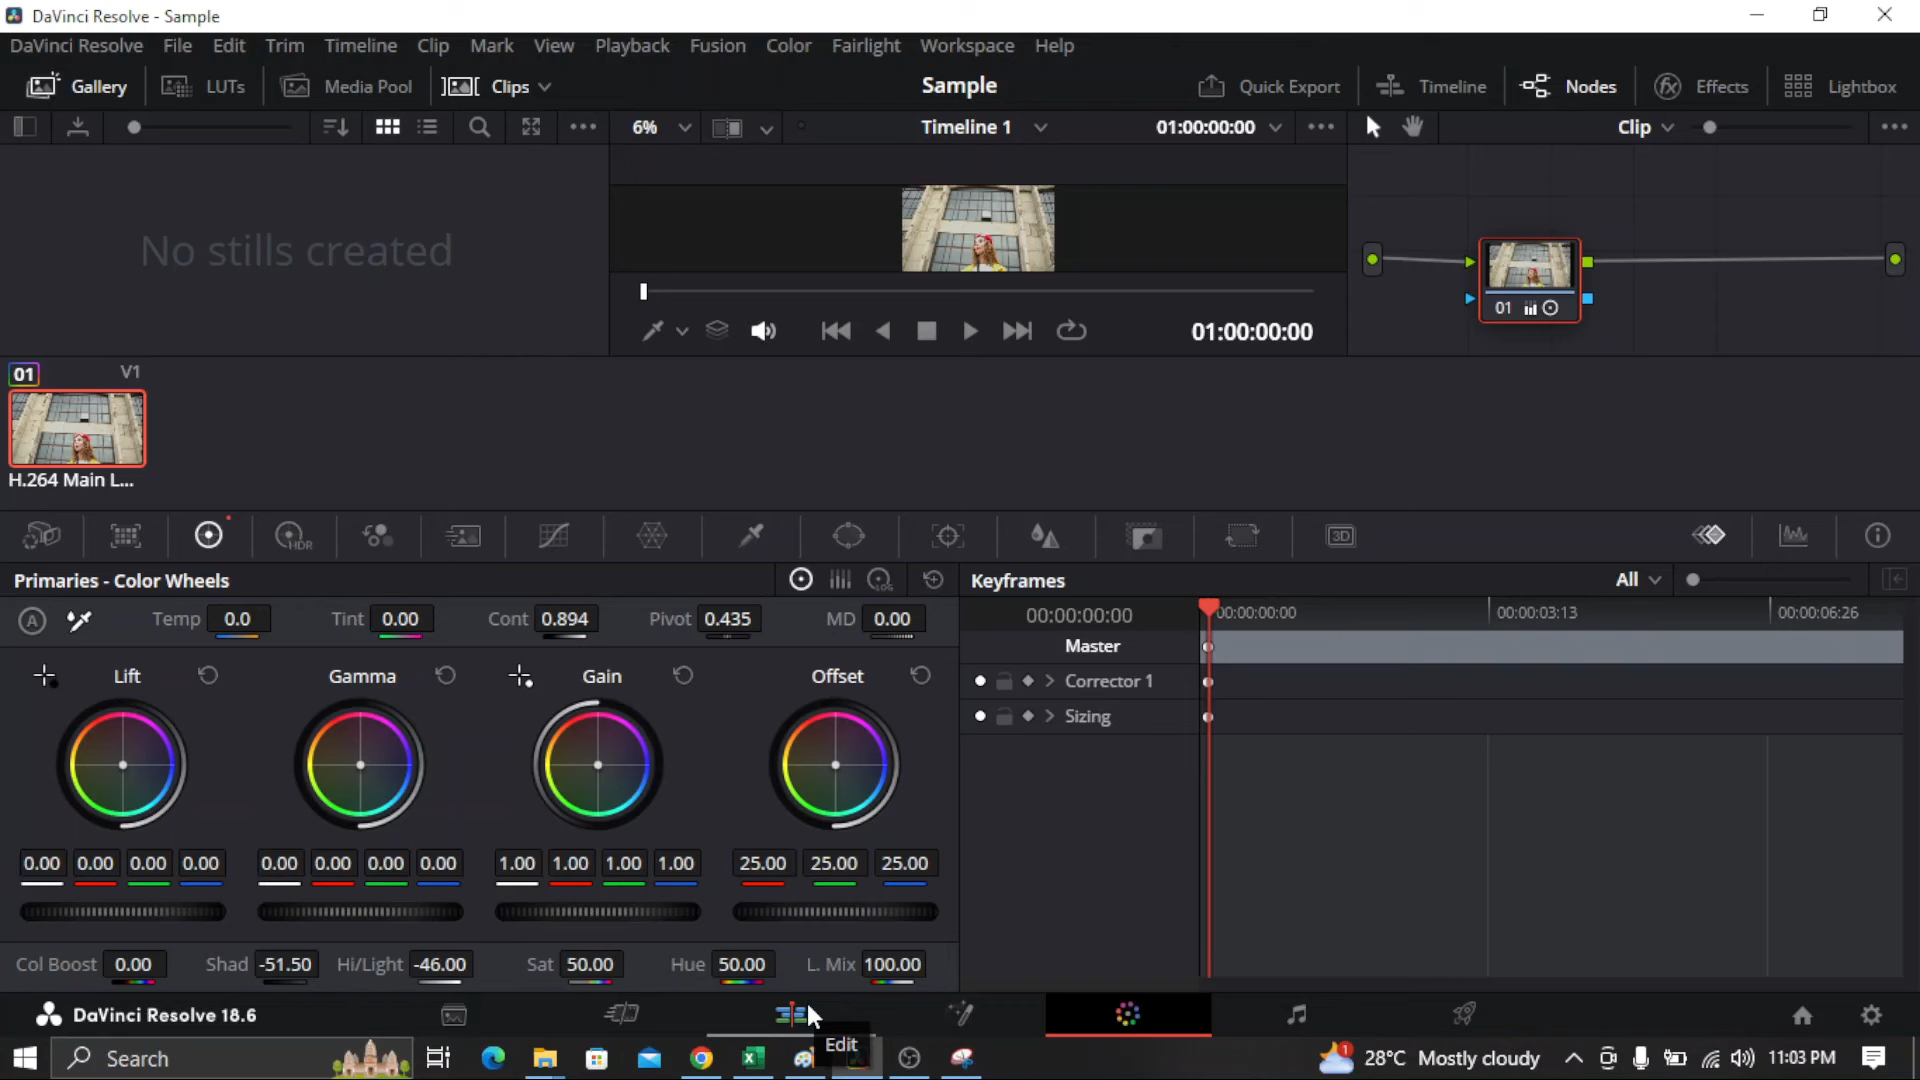 DaVinci Resolve - Sample
DaVinci Resolve File Edit Trim Timeline Clip Mark View Playback Fusion Color Fairlight Workspace Help
Gallery LUTs Media Pool Clips Sample Quick Export Timeline Nodes Effects Lightbox
6% Timeline 1 01:00:00:00 Clip
No stills created
01:00:00:00
01
01 V1
H.264 Main L...
HDR 3D
Primaries - Color Wheels Keyframes All
Temp 0.0 Tint 0.00 Cont 0.894 Pivot 0.435 MD 0.00
00:00:00:00 00:00:00:00 00:00:03:13 00:00:06:26
Master
Lift Gamma Gain Offset
Corrector 1
Sizing
0.00 0.00 0.00 0.00 0.00 0.00 0.00 0.00 1.00 1.00 1.00 1.00 25.00 25.00 25.00
Col Boost 0.00 Shad -51.50 Hi/Light -46.00 Sat 50.00 Hue 50.00 L. Mix 100.00
DaVinci Resolve 18.6
Edit
Search 1 28°C Mostly cloudy 11:03 PM